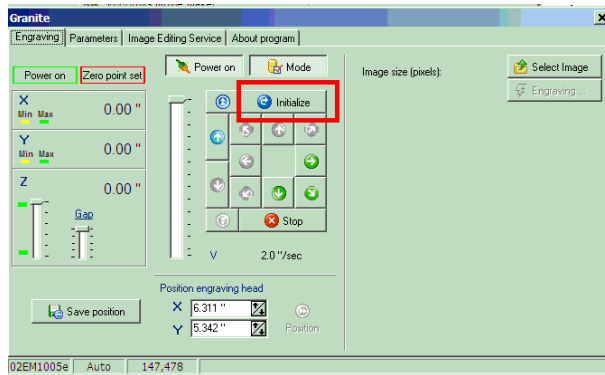 Granite
Engraving Parameters Image Editing Service About program
Power on Zero point set
Power on Mode
Image size (pixels):
Select Image
Engraving ...
X
Min Max
0.00 "
Y
Min Max
0.00 "
Z
0.00 "
Gap
Initialize
Stop
V 2.0 "/sec
Save position
Position engraving head
X 6.311 "
Y 5.342 "
Position
02EM1005e Auto 147,478